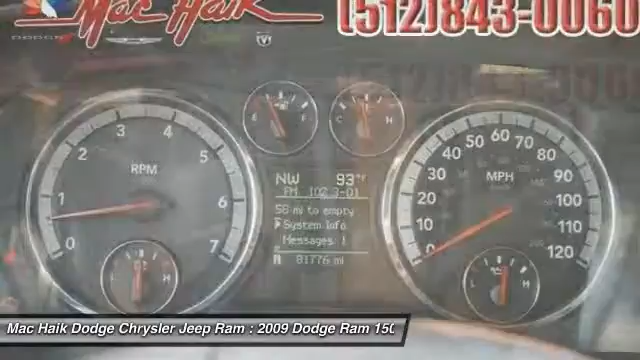 Mac Haik
(512)843-0060
DODGE
RPM
0 1 2 3 4 5 6 7
E F
C H
L H
NW 93°F
FM 102.3-01
58 mi to empty
System Info
Messages 1
81776 mi
MPH
0 10 20 30 40 50 60 70 80 90 100 110 120
L H
Mac Haik Dodge Chrysler Jeep Ram : 2009 Dodge Ram 150